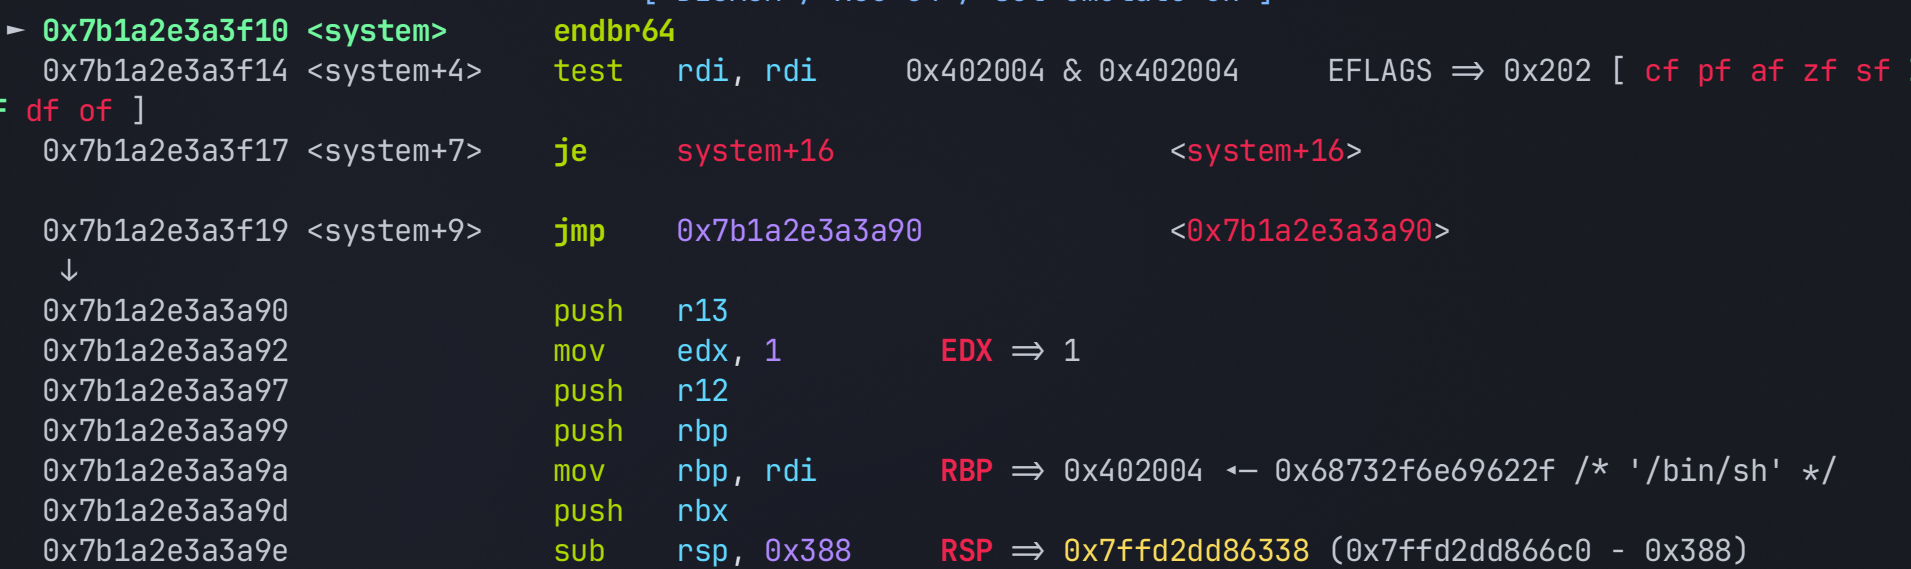 ► 0x7b1a2e3a3f10 <system> endbr64
0x7b1a2e3a3f14 <system+4> test rdi, rdi 0x402004 & 0x402004 EFLAGS => 0x202 [ cf pf af zf sf
df of ]
0x7b1a2e3a3f17 <system+7> je system+16 <system+16>
0x7b1a2e3a3f19 <system+9> jmp 0x7b1a2e3a3a90 <0x7b1a2e3a3a90>
↓
0x7b1a2e3a3a90 push r13
0x7b1a2e3a3a92 mov edx, 1 EDX => 1
0x7b1a2e3a3a97 push r12
0x7b1a2e3a3a99 push rbp
0x7b1a2e3a3a9a mov rbp, rdi RBP => 0x402004 ◂— 0x68732f6e69622f /* '/bin/sh' */
0x7b1a2e3a3a9d push rbx
0x7b1a2e3a3a9e sub rsp, 0x388 RSP => 0x7ffd2dd86338 (0x7ffd2dd866c0 - 0x388)